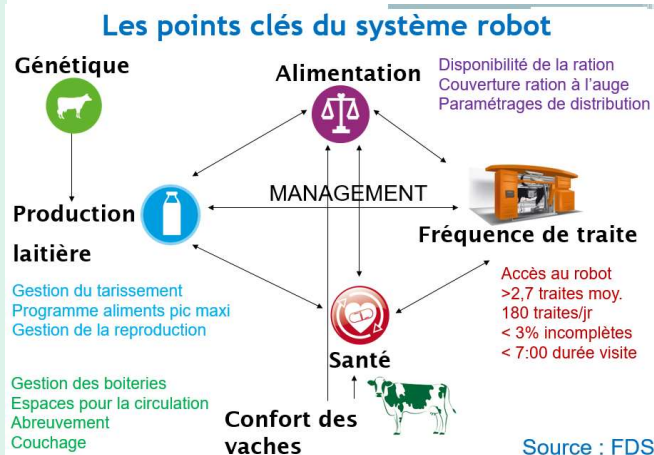 Les points clés du système robot
Génétique
Alimentation
Disponibilité de la ration
Couverture ration à l'auge
Paramétrages de distribution
MANAGEMENT
Production
laitière
Fréquence de traite
Gestion du tarissement
Programme aliments pic maxi
Gestion de la reproduction
Accès au robot
>2,7 traites moy.
180 traites/jr
< 3% incomplètes
< 7:00 durée visite
Santé
Gestion des boiteries
Espaces pour la circulation
Abreuvement
Couchage
Confort des
vaches
Source : FDS